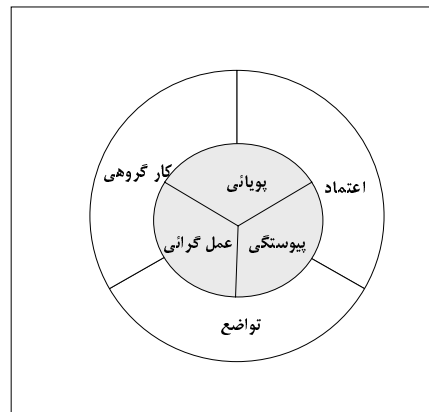 پویائی
کار گروهی
اعتماد
عمل گرائی
پیوستگی
تواضع